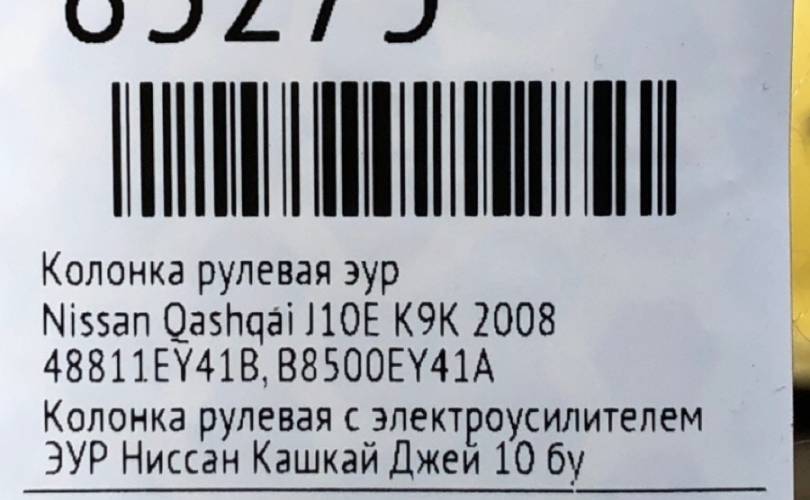 85275
Колонка рулевая эур
Nissan Qashqai J10E K9K 2008
48811EY41B, B8500EY41A
Колонка рулевая с электроусилителем
ЭУР Ниссан Кашкай Джей 10 бу